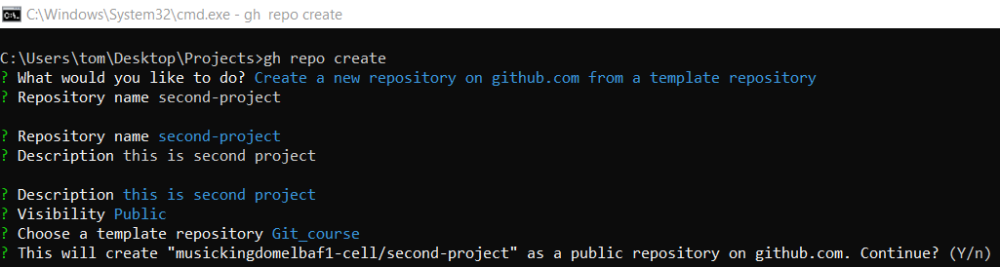 C:\Windows\System32\cmd.exe - gh  repo create
C:\Users\tom\Desktop\Projects>gh repo create
? What would you like to do? Create a new repository on github.com from a template repository
? Repository name second-project
? Repository name second-project
? Description this is second project
? Description this is second project
? Visibility Public
? Choose a template repository Git_course
? This will create "musickingdomelbaf1-cell/second-project" as a public repository on github.com. Continue? (Y/n)